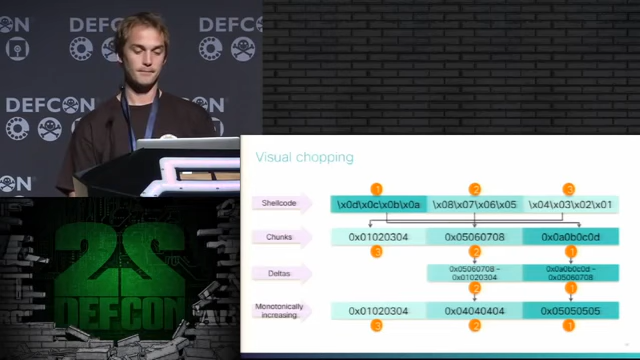 DEFCON
DEFCON
DEFCON
DEFCON
22
DEFCON
Visual chopping
Shellcode
1
2
3
\x0d\x0c\x0b\x0a
\x08\x07\x06\x05
\x04\x03\x02\x01
Chunks
0x01020304
0x05060708
0x0a0b0c0d
3
2
1
Deltas
0x05060708 -
0x01020304
0x0a0b0c0d -
0x05060708
2
1
Monotonically
increasing
0x01020304
0x04040404
0x05050505
3
2
1